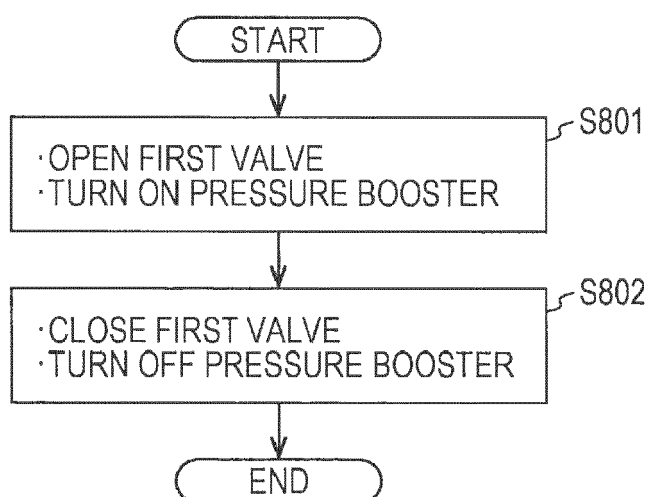 START
S801
·OPEN FIRST VALVE
·TURN ON PRESSURE BOOSTER
S802
·CLOSE FIRST VALVE
·TURN OFF PRESSURE BOOSTER
END